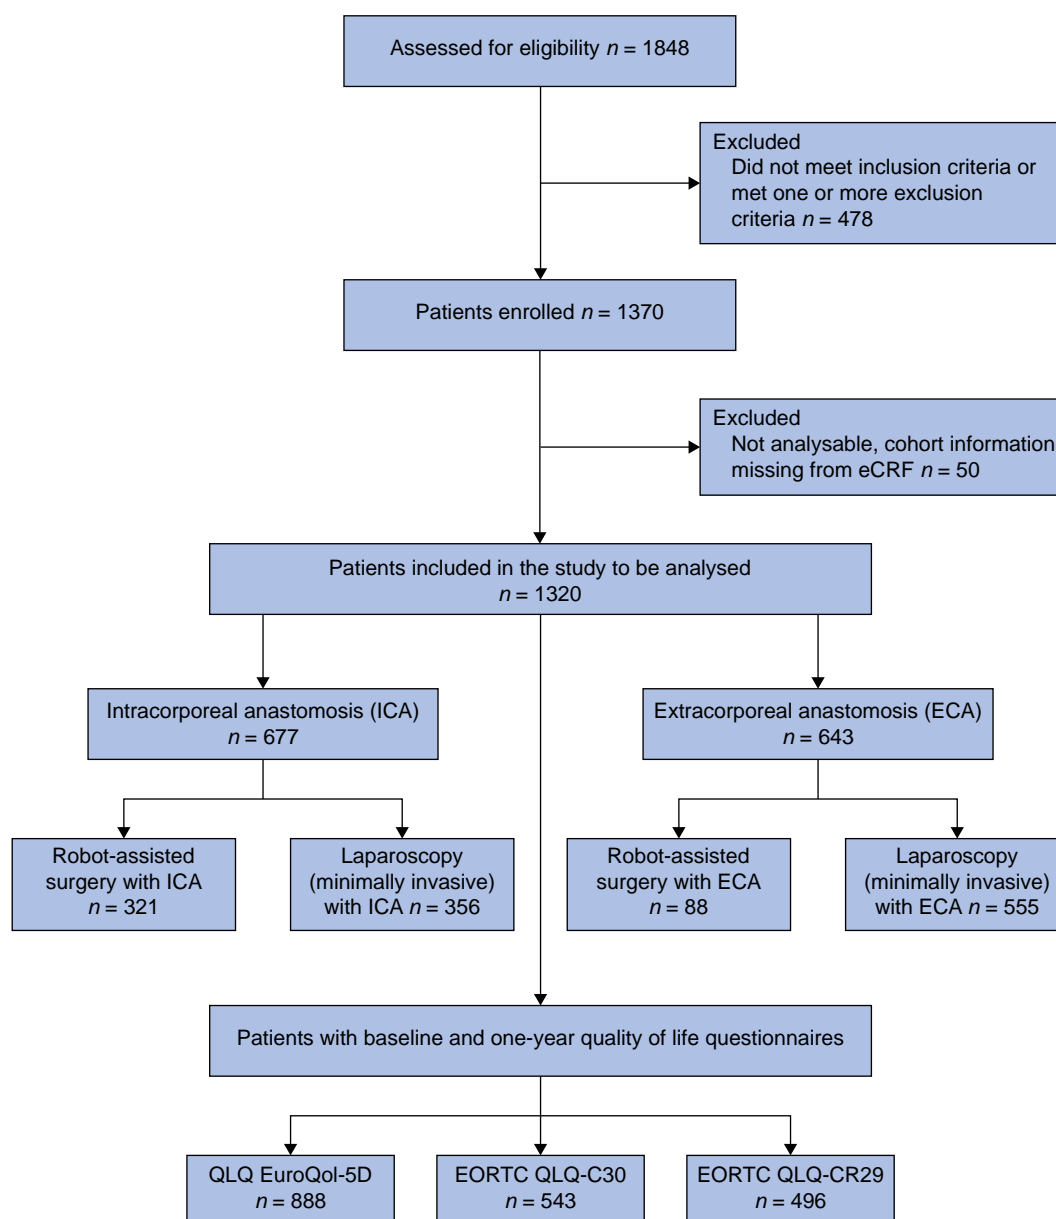 Assessed for eligibility n = 1848
Excluded
Did not meet inclusion criteria or
met one or more exclusion
criteria n = 478
Patients enrolled n = 1370
Excluded
Not analysable, cohort information
missing from eCRF n = 50
Patients included in the study to be analysed
n = 1320
Intracorporeal anastomosis (ICA)
n = 677
Extracorporeal anastomosis (ECA)
n = 643
Robot-assisted
surgery with ICA
n = 321
Laparoscopy
(minimally invasive)
with ICA n = 356
Robot-assisted
surgery with ECA
n = 88
Laparoscopy
(minimally invasive)
with ECA n = 555
Patients with baseline and one-year quality of life questionnaires
QLQ EuroQol-5D
n = 888
EORTC QLQ-C30
n = 543
EORTC QLQ-CR29
n = 496